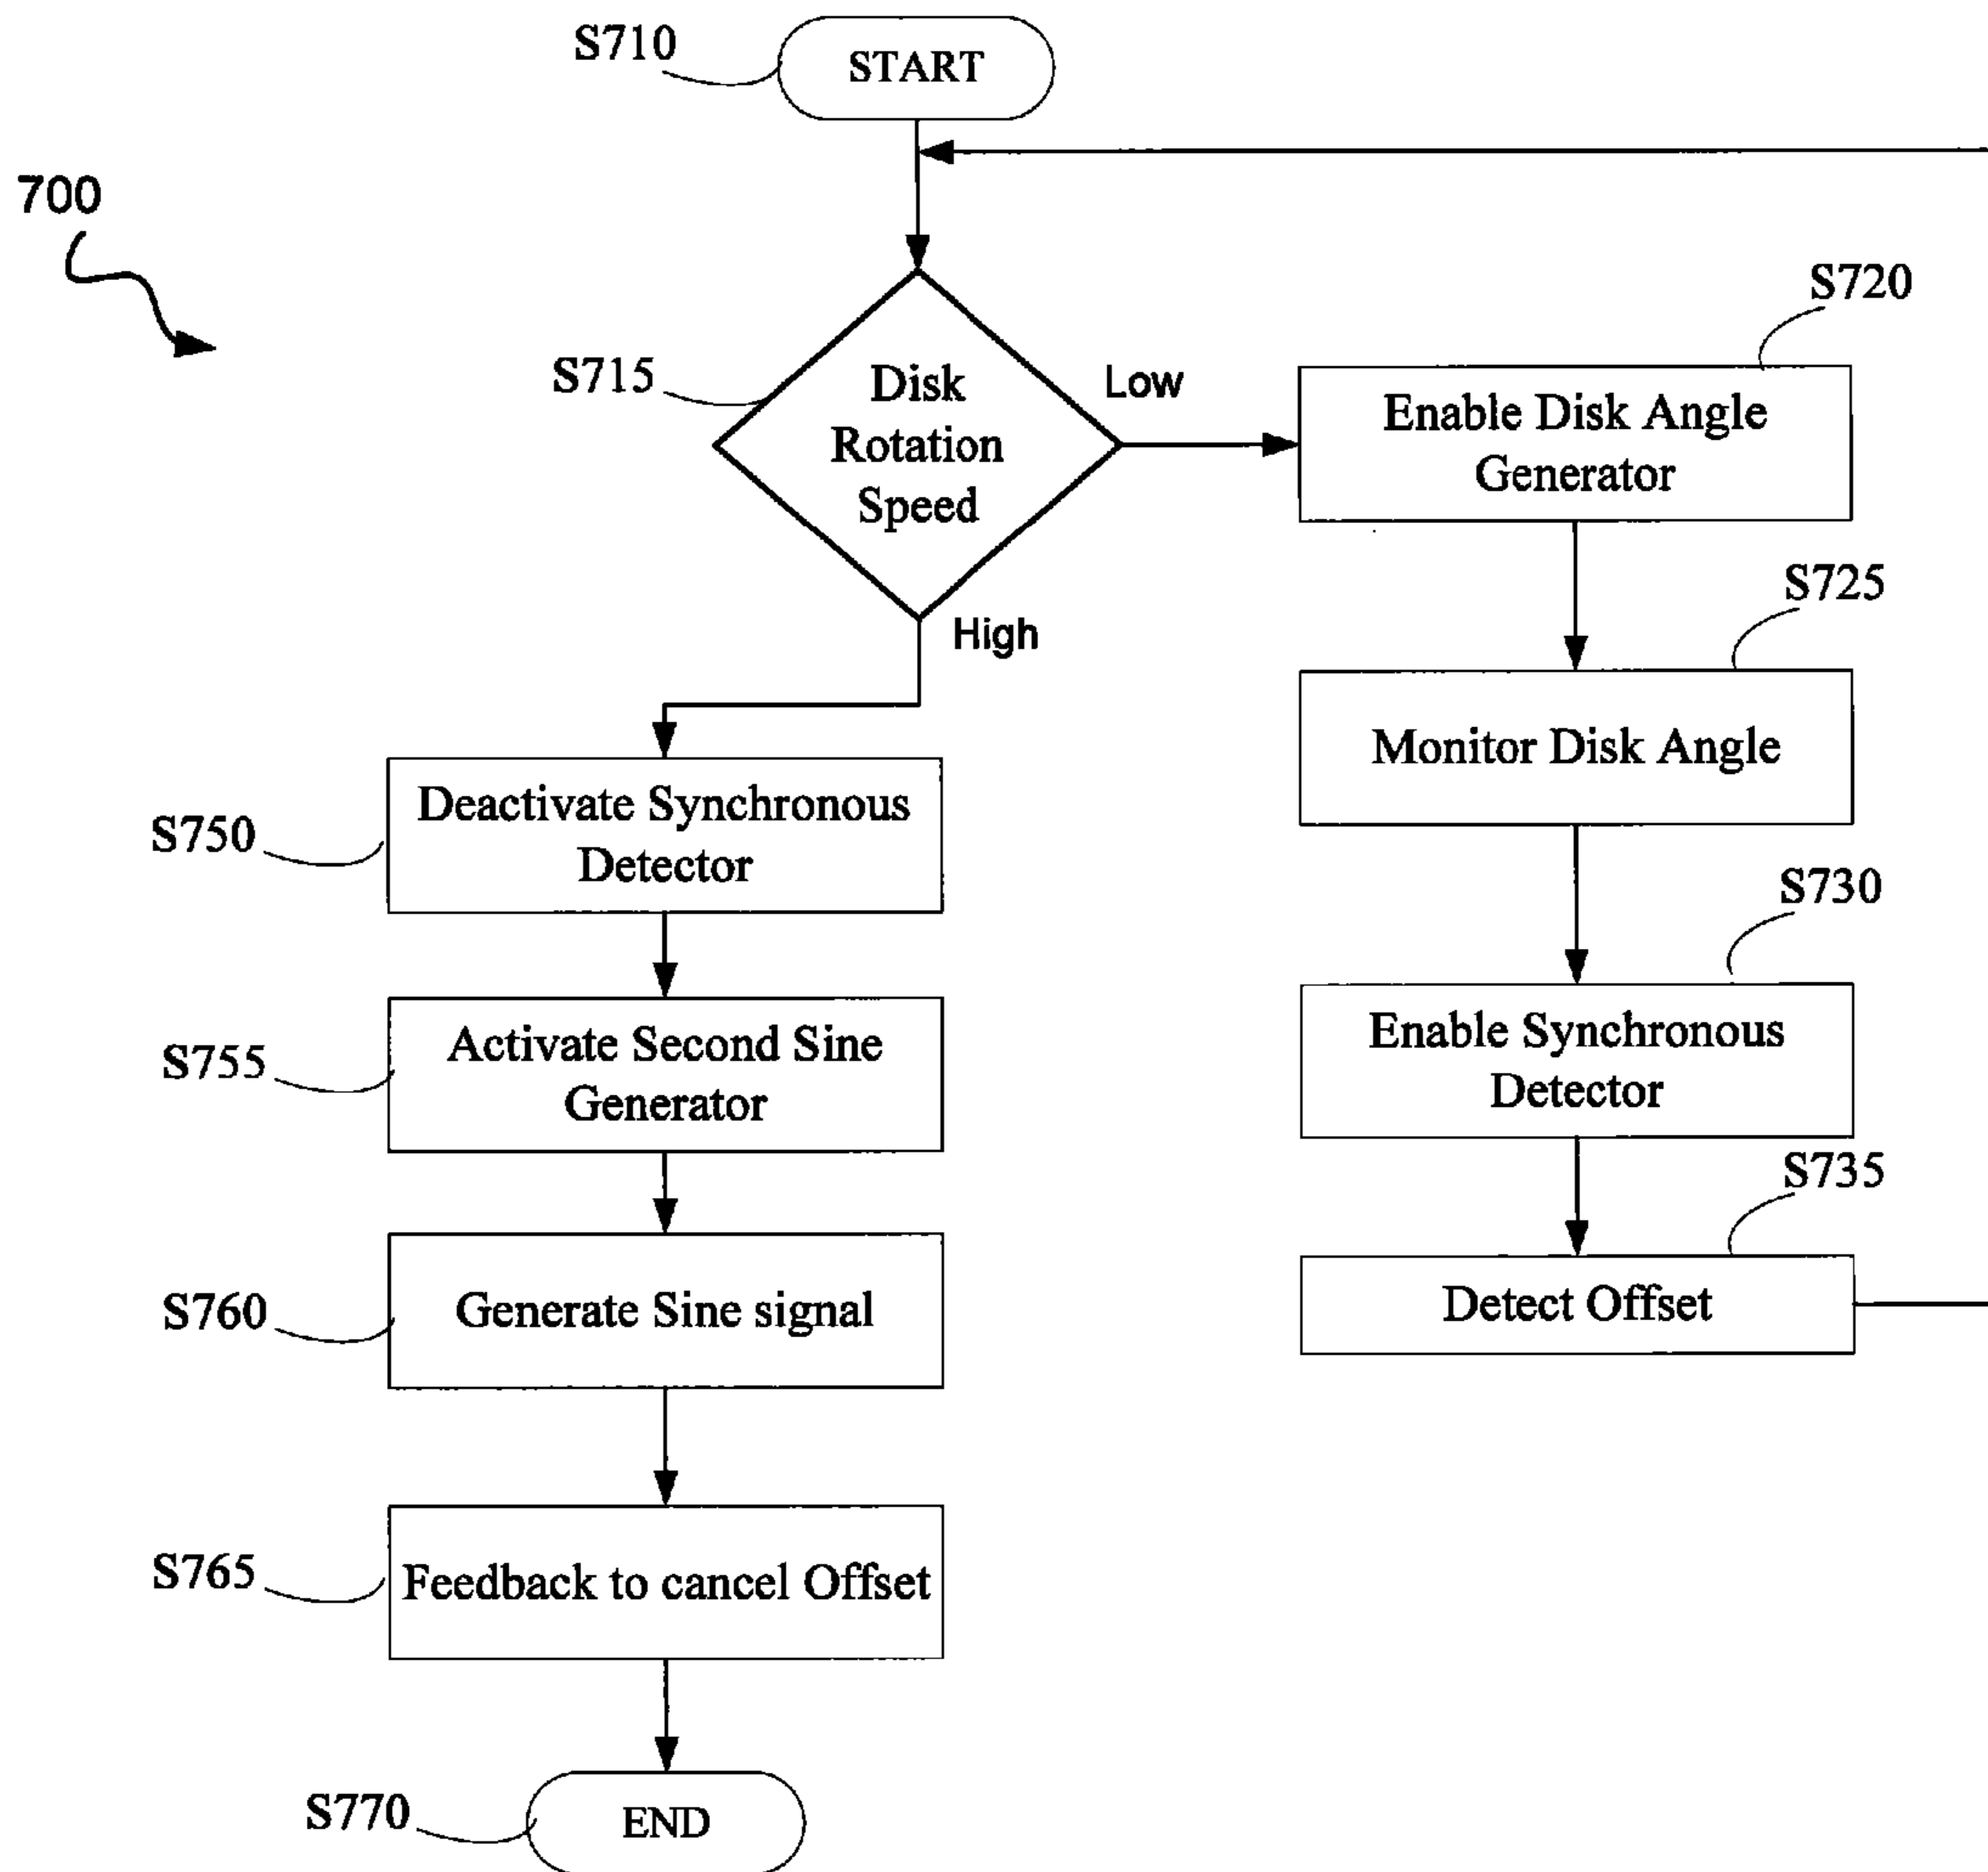 S710
START
700
S715
Disk
Rotation
Speed
Low
High
S720
Enable Disk Angle
Generator
S725
Monitor Disk Angle
S730
Enable Synchronous
Detector
S735
Detect Offset
S750
Deactivate Synchronous
Detector
S755
Activate Second Sine
Generator
S760
Generate Sine signal
S765
Feedback to cancel Offset
S770
END